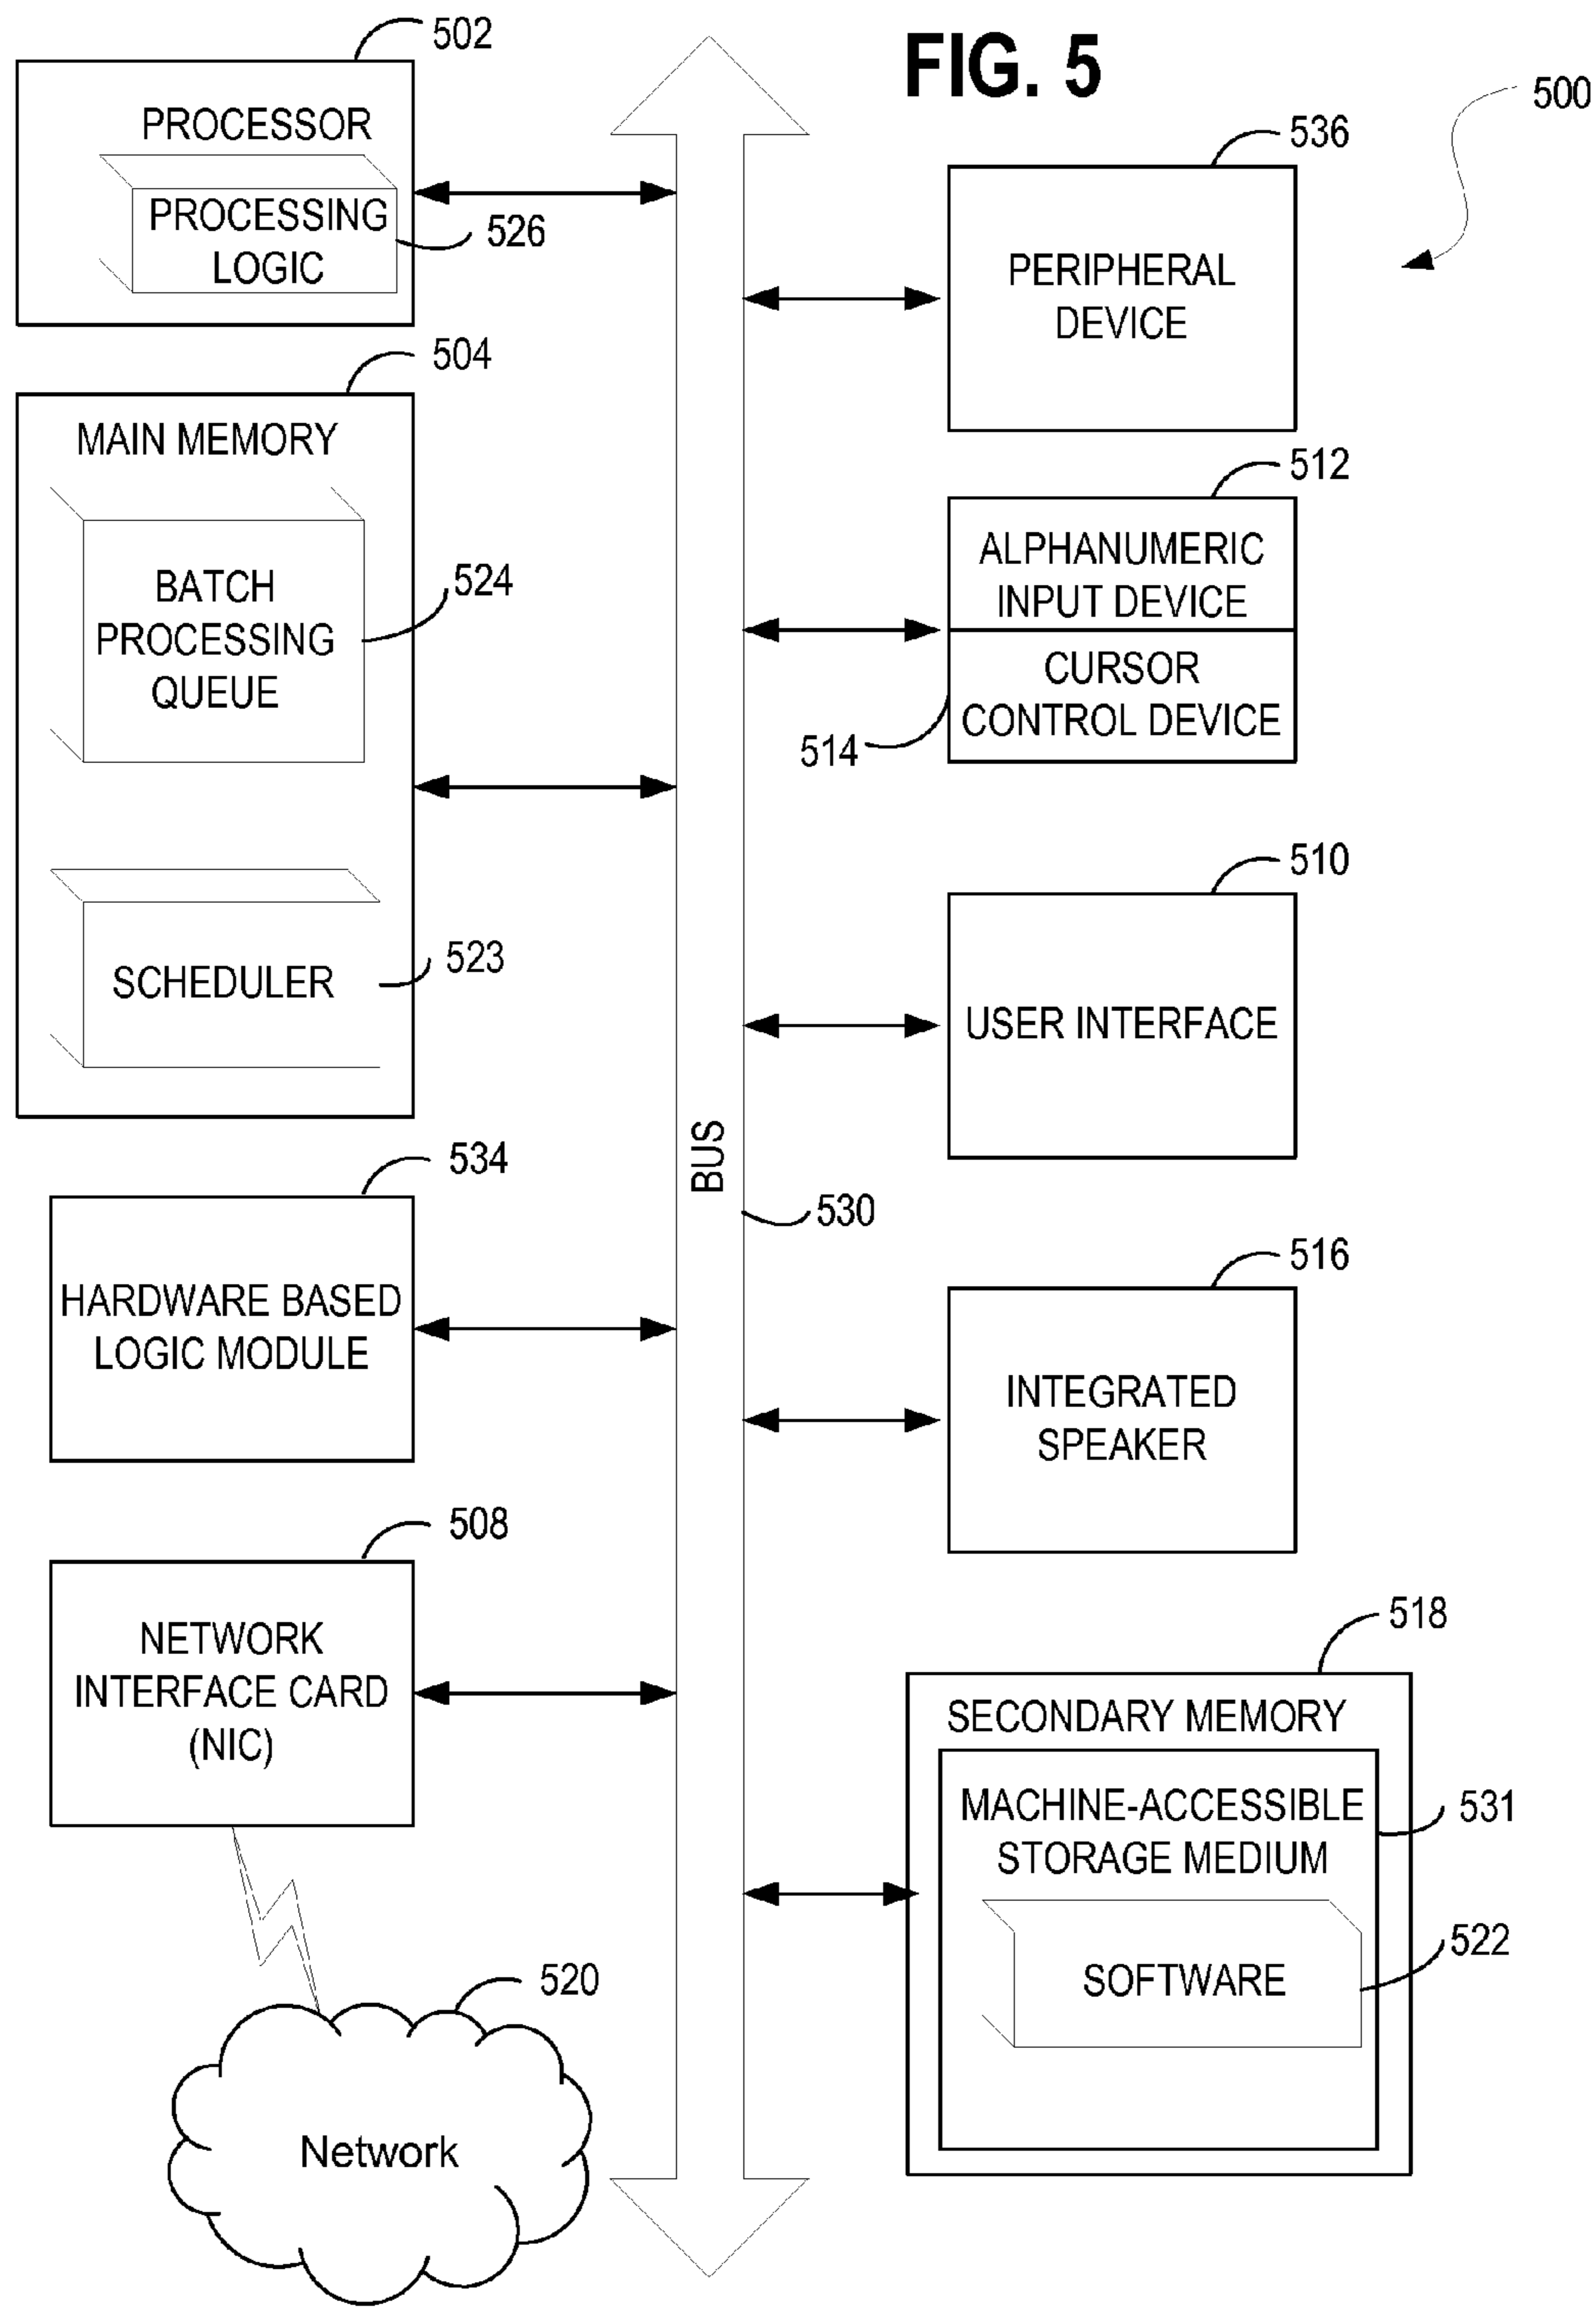 FIG. 5
500
502
PROCESSOR
PROCESSING
LOGIC
526
504
MAIN MEMORY
BATCH
PROCESSING
QUEUE
524
SCHEDULER
523
534
HARDWARE BASED
LOGIC MODULE
508
NETWORK
INTERFACE CARD
(NIC)
520
Network
BUS
530
536
PERIPHERAL
DEVICE
512
ALPHANUMERIC
INPUT DEVICE
CURSOR
CONTROL DEVICE
514
510
USER INTERFACE
516
INTEGRATED
SPEAKER
518
SECONDARY MEMORY
MACHINE-ACCESSIBLE
STORAGE MEDIUM
531
SOFTWARE
522